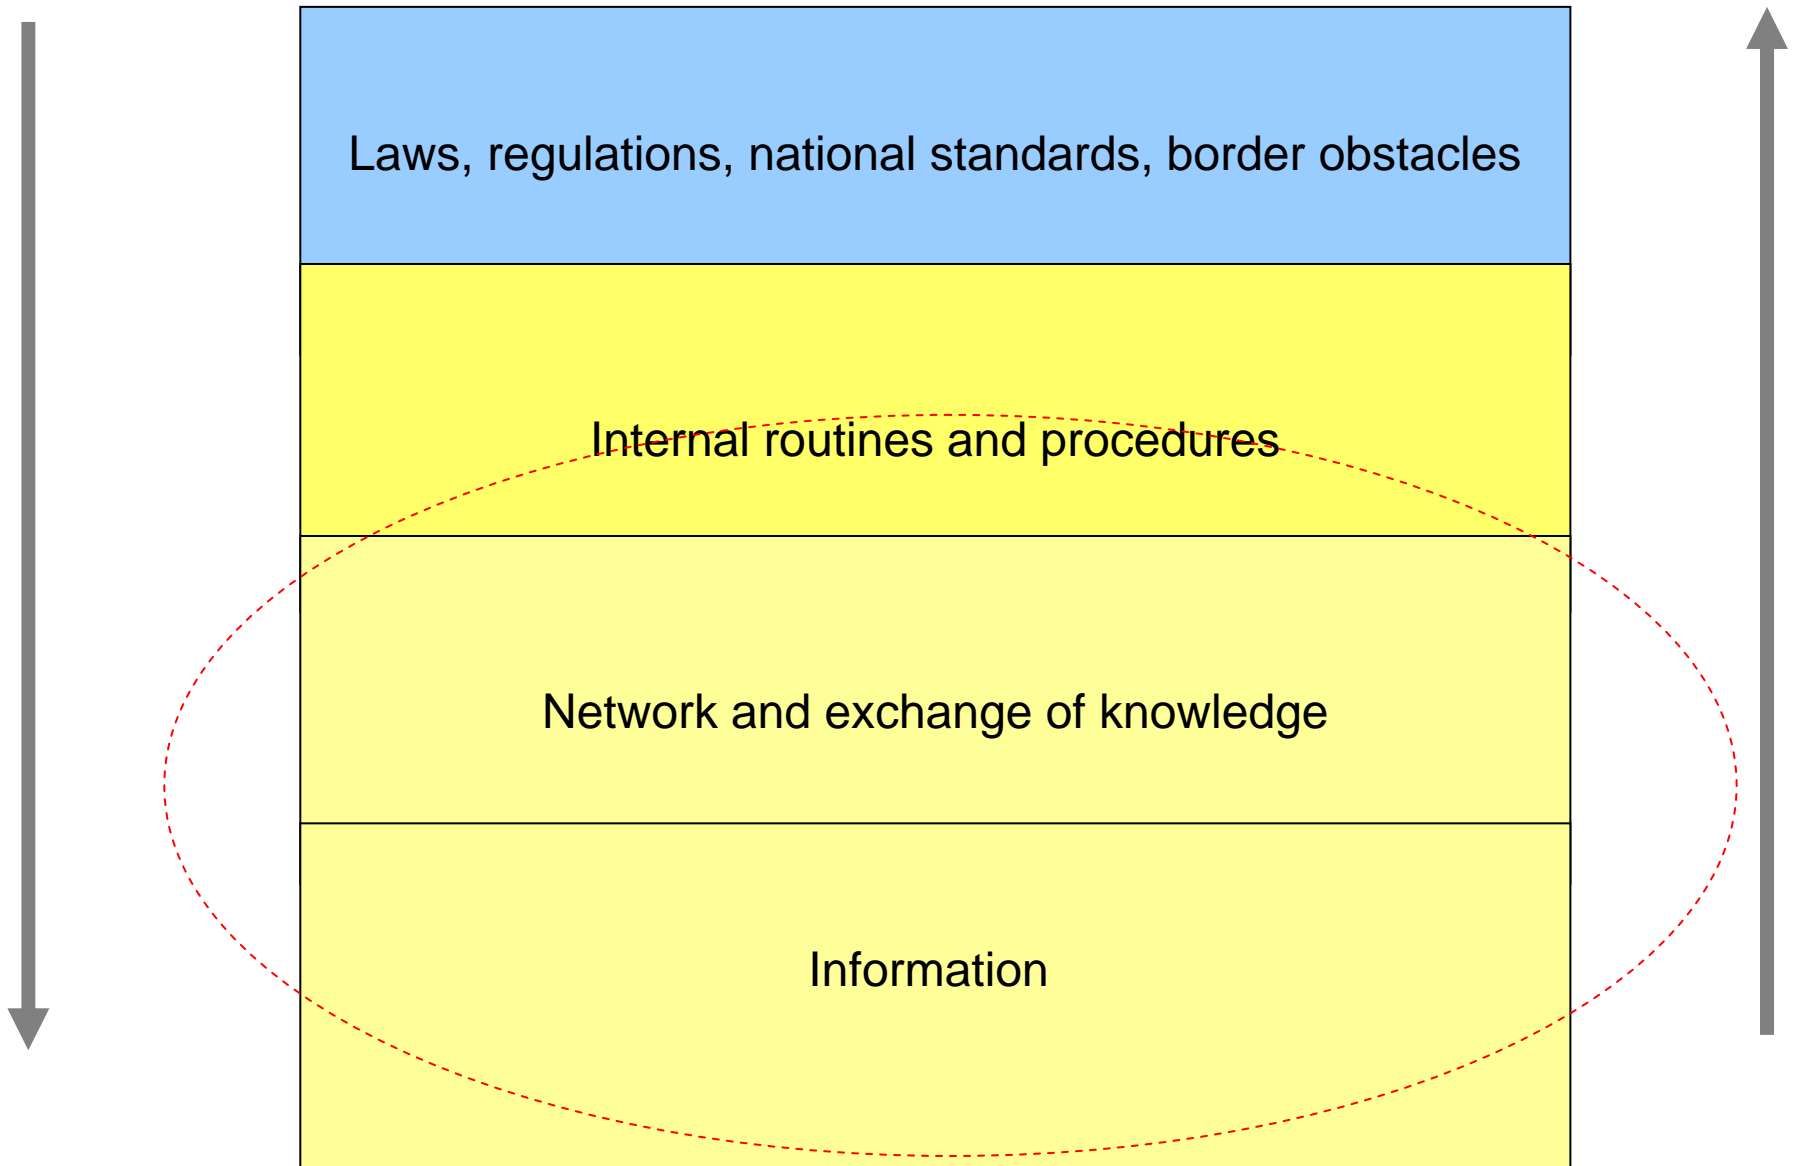 Laws, regulations, national standards, border obstacles
Internal routines and procedures
Network and exchange of knowledge
Information